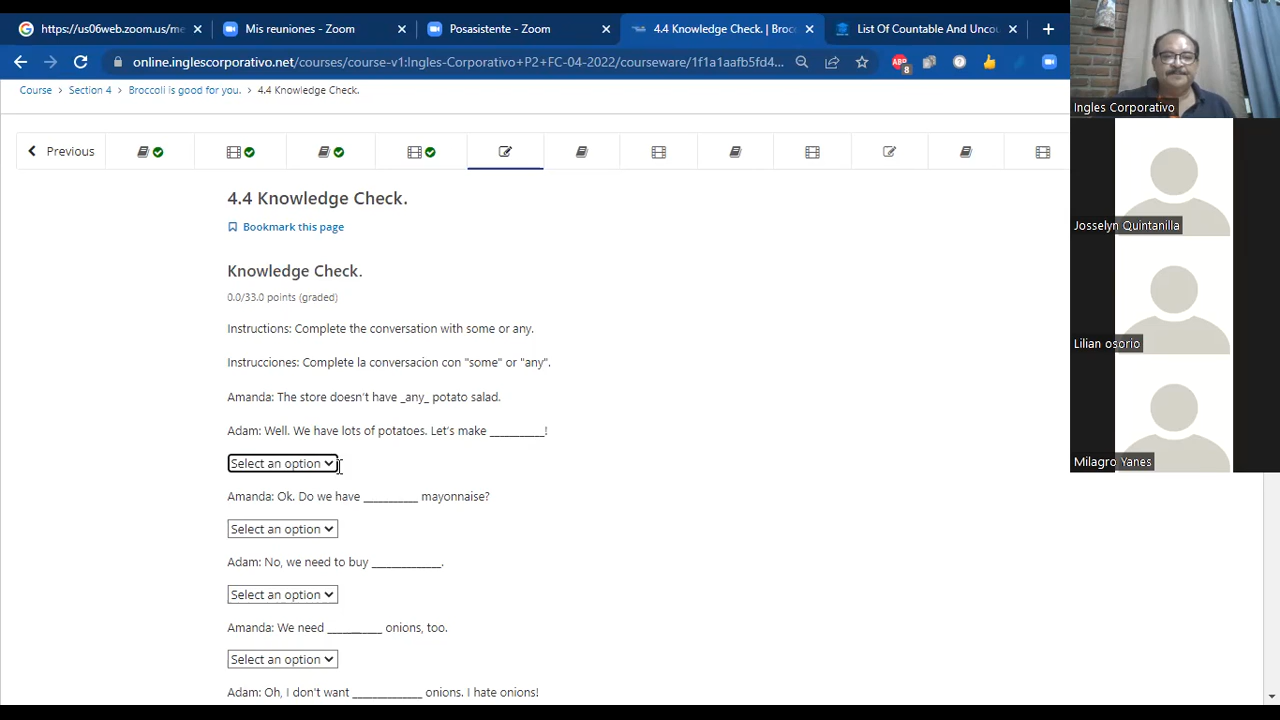 https://us06web.zoom.us/me
Mis reuniones - Zoom
Posasistente - Zoom
4.4 Knowledge Check. | Broc
List Of Countable And Uncou
online.inglescorporativo.net/courses/course-v1:Ingles-Corporativo+P2+FC-04-2022/courseware/1f1a1aafb5fd4...
8
Course > Section 4 > Broccoli is good for you. > 4.4 Knowledge Check.
Previous
4.4 Knowledge Check.
Bookmark this page
Knowledge Check.
0.0/33.0 points (graded)
Instructions: Complete the conversation with some or any.
Instrucciones: Complete la conversacion con "some" or "any".
Amanda: The store doesn't have _any_ potato salad.
Adam: Well. We have lots of potatoes. Let's make __________!
Select an option
Amanda: Ok. Do we have __________ mayonnaise?
Select an option
Adam: No, we need to buy _____________.
Select an option
Amanda: We need __________ onions, too.
Select an option
Adam: Oh, I don't want _____________ onions. I hate onions!
Ingles Corporativo
Josselyn Quintanilla
Lilian osorio
Milagro Yanes